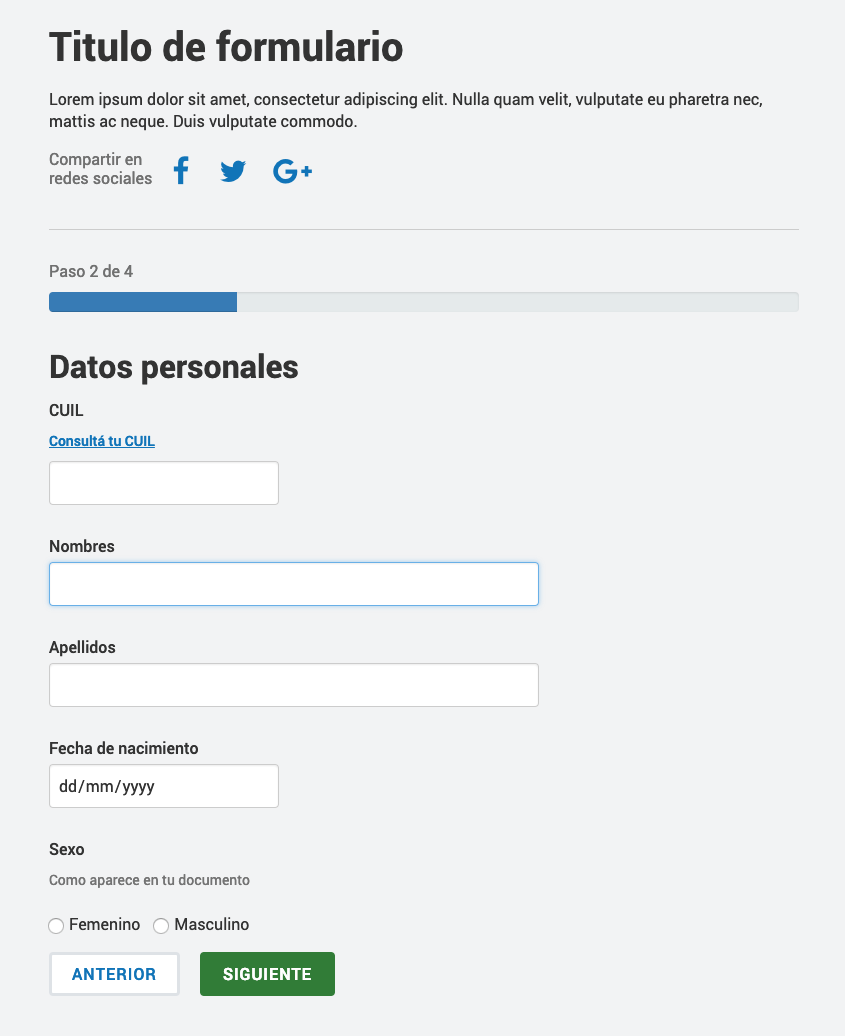 Titulo de formulario
Lorem ipsum dolor sit amet, consectetur adipiscing elit. Nulla quam velit, vulputate eu pharetra nec,
mattis ac neque. Duis vulputate commodo.
Compartir en
redes sociales
G+
Paso 2 de 4
Datos personales
CUIL
Consultá tu CUIL
Nombres
Apellidos
Fecha de nacimiento
dd/mm/yyyy
Sexo
Como aparece en tu documento
Femenino Masculino
ANTERIOR SIGUIENTE